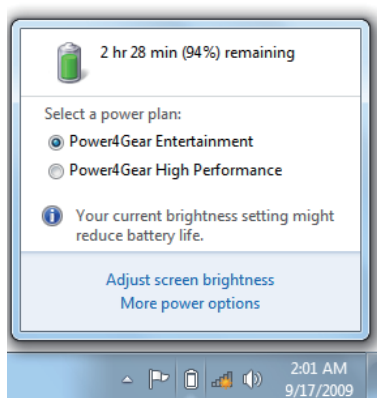 2 hr 28 min (94%) remaining
Select a power plan:
Power4Gear Entertainment
Power4Gear High Performance
Your current brightness setting might
reduce battery life.
Adjust screen brightness
More power options
2:01 AM
9/17/2009